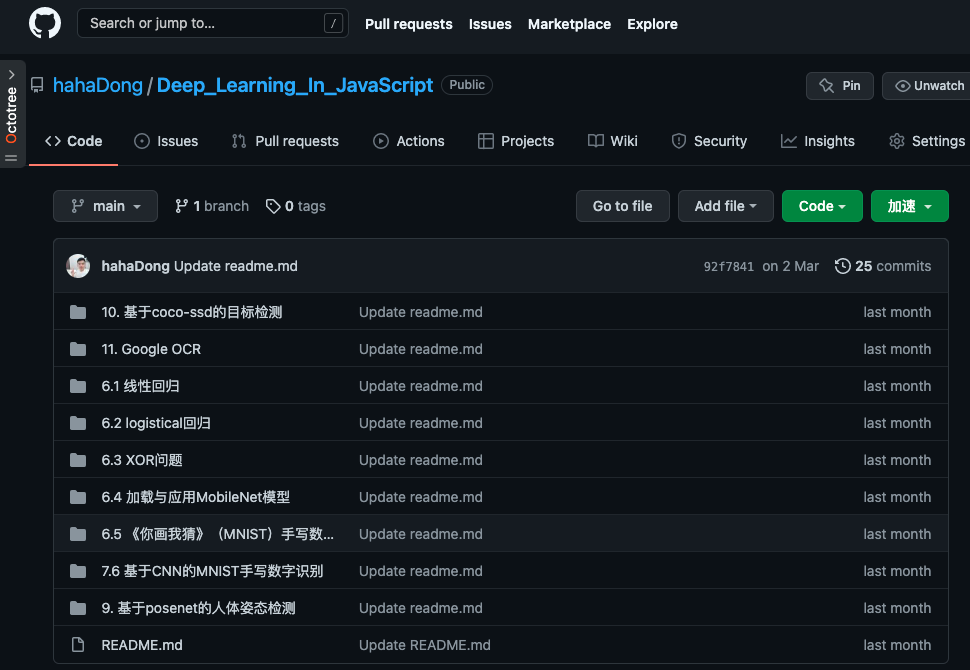 Search or jump to... /
Pull requests Issues Marketplace Explore
Octotree
hahaDong / Deep_Learning_In_JavaScript Public
Pin Unwatch
Code Issues Pull requests Actions Projects Wiki Security Insights Settings
main 1 branch 0 tags
Go to file Add file Code 加速
hahaDong Update readme.md 92f7841 on 2 Mar 25 commits
10. 基于coco-ssd的目标检测 Update readme.md last month
11. Google OCR Update readme.md last month
6.1 线性回归 Update readme.md last month
6.2 logistical回归 Update readme.md last month
6.3 XOR问题 Update readme.md last month
6.4 加载与应用MobileNet模型 Update readme.md last month
6.5 《你画我猜》（MNIST）手写数... Update readme.md last month
7.6 基于CNN的MNIST手写数字识别 Update readme.md last month
9. 基于posenet的人体姿态检测 Update readme.md last month
README.md Update README.md last month